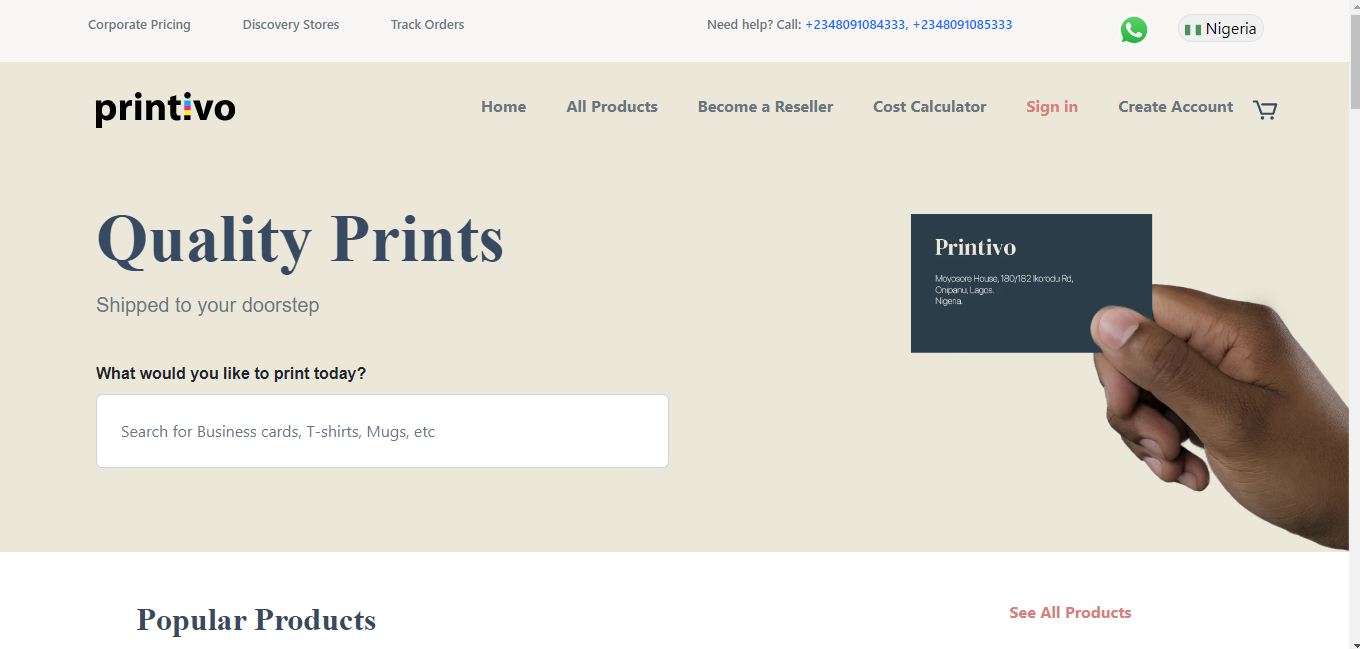 Corporate Pricing
Discovery Stores
Track Orders
Need help? Call: +2348091084333, +2348091085333
Nigeria
printivo
Home
All Products
Become a Reseller
Cost Calculator
Sign in
Create Account
Quality Prints
Shipped to your doorstep
What would you like to print today?
Search for Business cards, T-shirts, Mugs, etc
Printivo
Moyosore House, 180/182 Ikorodu Rd,
Onipanu, Lagos.
Nigeria.
Popular Products
See All Products